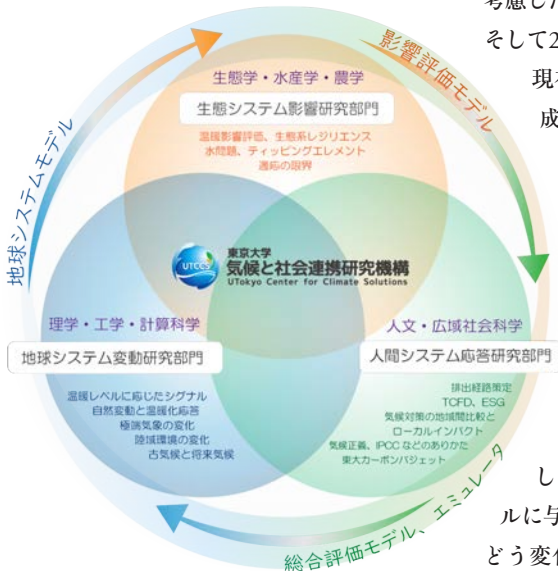 考慮した
そして2
現在
成
影響評価モデル
地球システムモデル
生態学・水産学・農学
生態システム影響研究部門
温暖影響評価、生態系レジリエンス
水問題、ティッピングエレメント
適応の限界
UTCCS
東京大学
気候と社会連携研究機構
UTokyo Center for Climate Solutions
理学・工学・計算科学
地球システム変動研究部門
温暖レベルに応じたシグナル
自然変動と温暖化応答
極端気象の変化
陸域環境の変化
古気候と将来気候
人文・広域社会科学
人間システム応答研究部門
排出経路策定
TCFD、ESG
気候対策の地域間比較と
ローカルインパクト
気候正義、IPCC などのありかた
東大カーボンバジェット
総合評価モデル、エミュレータ
し
ルに与
どう変化